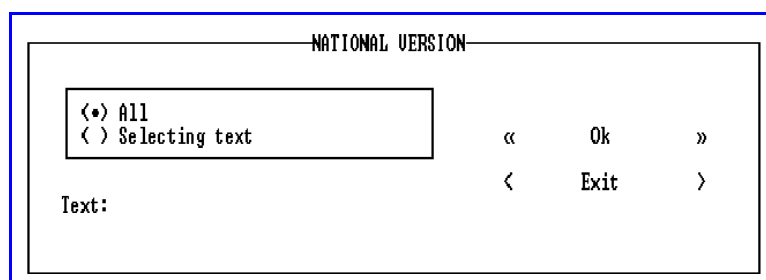 NATIONAL VERSION
(•) All
( ) Selecting text
« Ok »
< Exit >
Text: